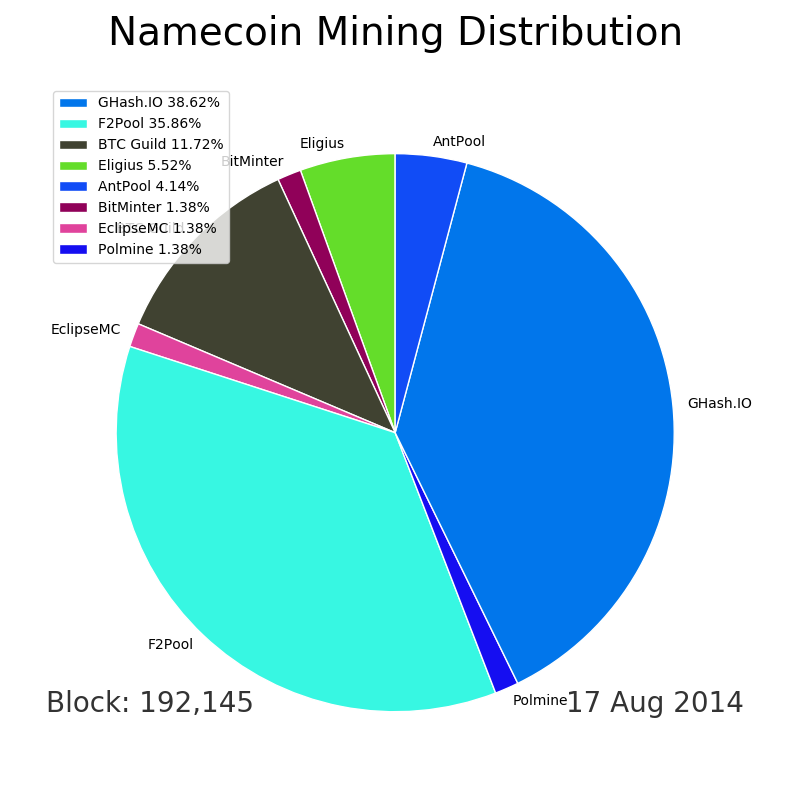 Namecoin Mining Distribution
GHash.IO 38.62%
F2Pool 35.86%
BTC Guild 11.72%
Eligius 5.52%
AntPool 4.14%
BitMinter 1.38%
EclipseMC 1.38%
Polmine 1.38%
BitMinter
Eligius
AntPool
EclipseMC
GHash.IO
F2Pool
Polmine
Block: 192,145
17 Aug 2014